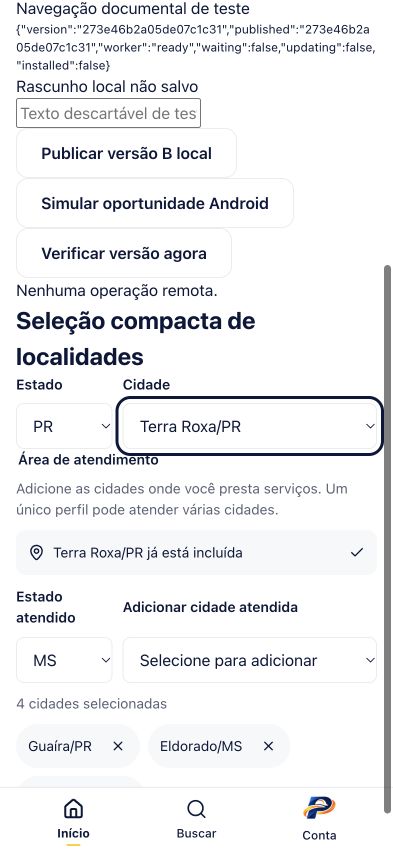 Navegação documental de teste
{"version":"273e46b2a05de07c1c31","published":"273e46b2a
05de07c1c31","worker":"ready","waiting":false,"updating":false,
"installed":false}
Rascunho local não salvo
Texto descartável de tes
Publicar versão B local
Simular oportunidade Android
Verificar versão agora
Nenhuma operação remota.
Seleção compacta de
localidades
Estado
Cidade
PR
Terra Roxa/PR
Área de atendimento
Adicione as cidades onde você presta serviços. Um
único perfil pode atender várias cidades.
Terra Roxa/PR já está incluída
Estado
atendido
Adicionar cidade atendida
MS
Selecione para adicionar
4 cidades selecionadas
Guaíra/PR
Eldorado/MS
Início
Buscar
Conta